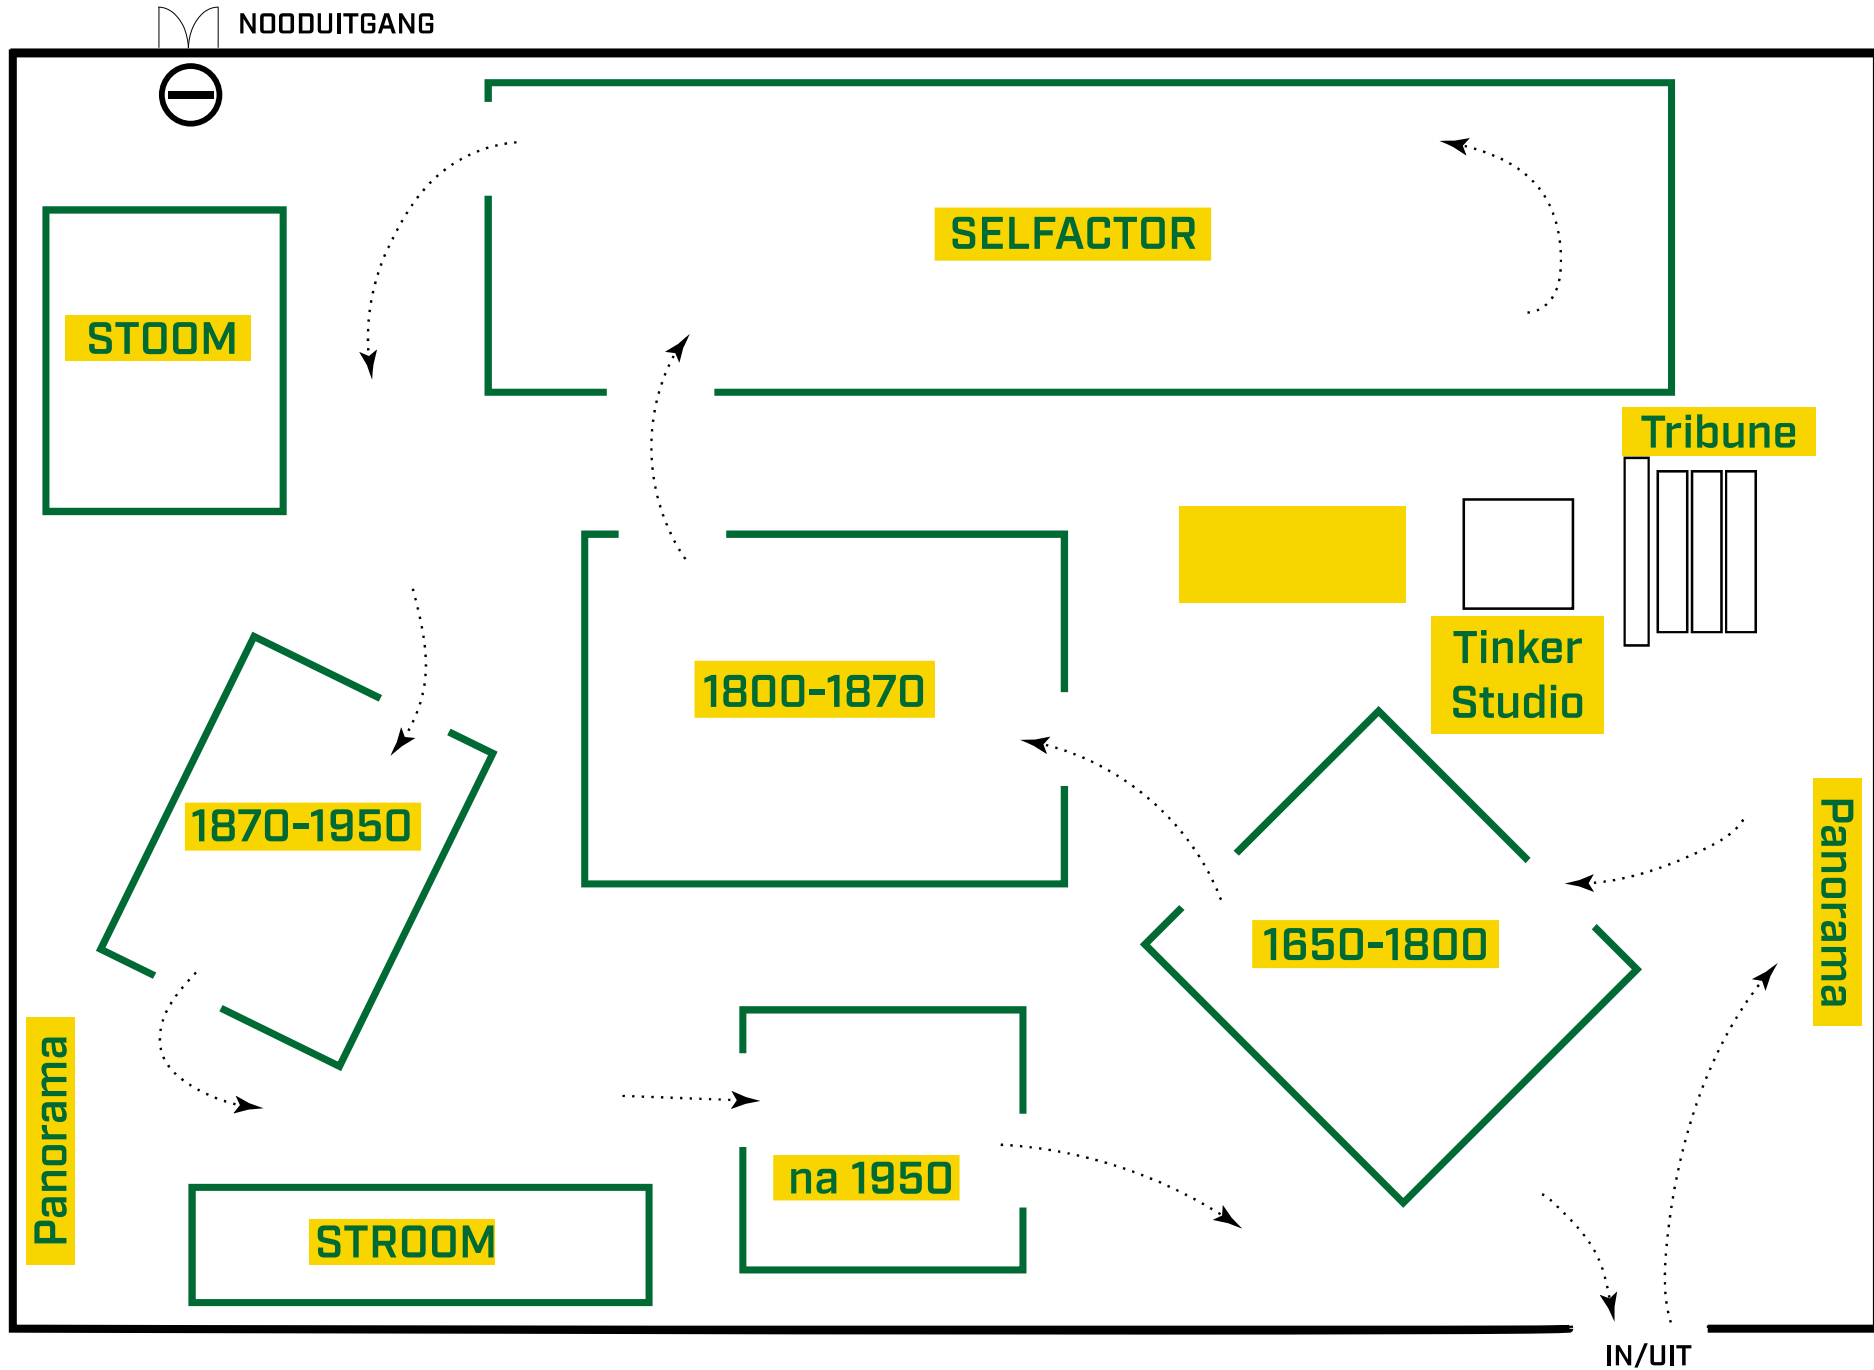 NOODUITGANG
SELFACTOR
STOOM
Tribune
Tinker
Studio
1800-1870
1870-1950
Panorama
1650-1800
Panorama
na 1950
STROOM
IN/UIT